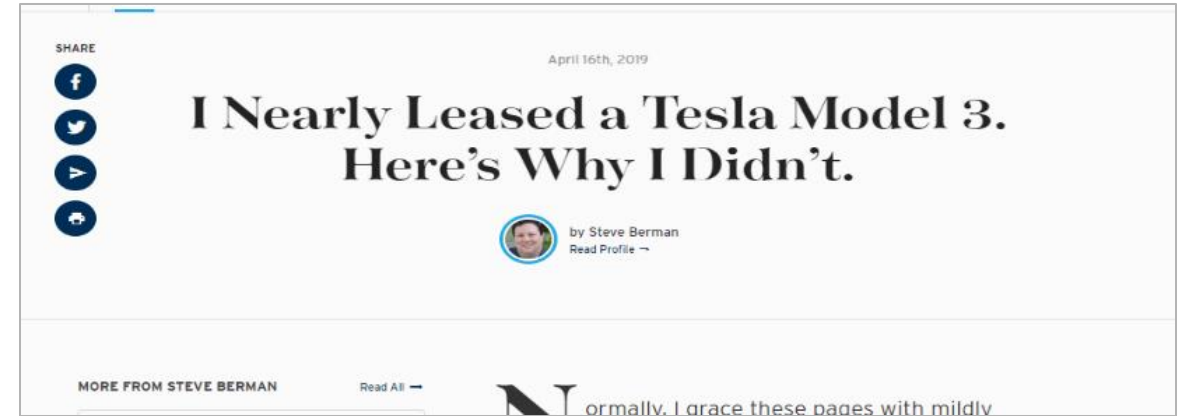 SHARE
April 16th, 2019
I Nearly Leased a Tesla Model 3.
Here's Why I Didn't.
by Steve Berman
Read Profile →
MORE FROM STEVE BERMAN
Read All →
Normally, I grace these pages with mildly